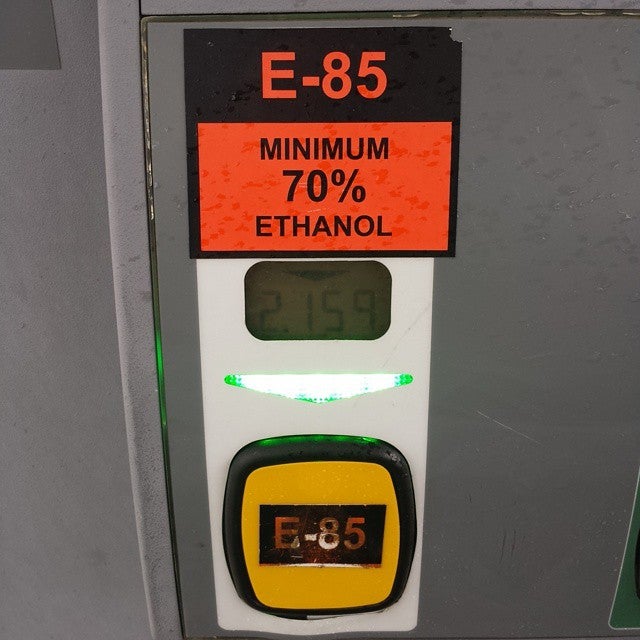 E-85
MINIMUM
70%
ETHANOL
2.159
E-85